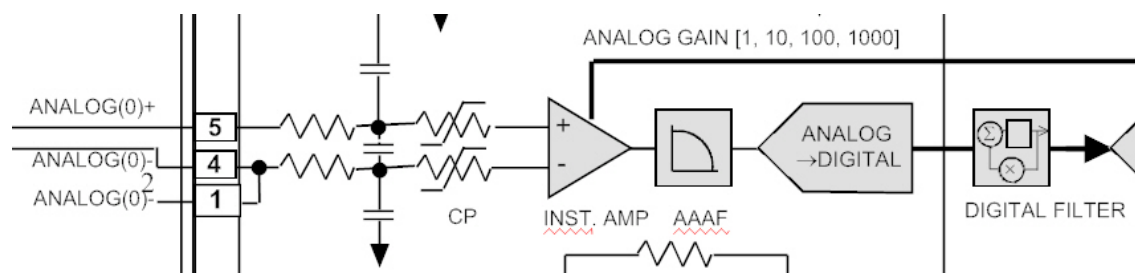 ANALOG GAIN [1, 10, 100, 1000]
ANALOG(0)+
5
+
ANALOG
→DIGITAL
ANALOG(0)-
4
-
2
ANALOG(0)-
1
CP
INST. AMP
AAAF
DIGITAL FILTER
Σ
×